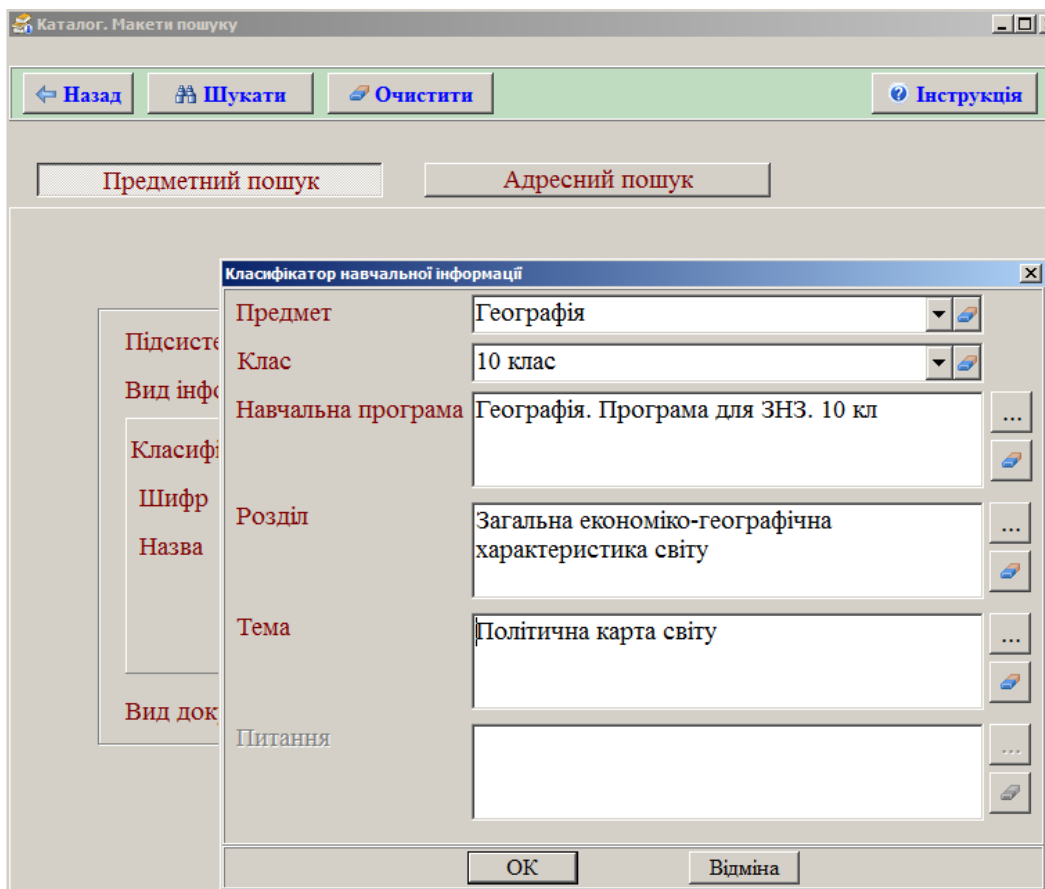 Каталог. Макети пошуку
Назад Шукати Очистити Інструкція
Предметний пошук Адресний пошук
Класифікатор навчальної інформації
Предмет Географія
Клас 10 клас
Навчальна програма Географія. Програма для ЗНЗ. 10 кл
Розділ Загальна економіко-географічна
характеристика світу
Тема Політична карта світу
Питання
ОК Відміна
Підсисте
Вид інфо
Класифі
Шифр
Назва
Вид док